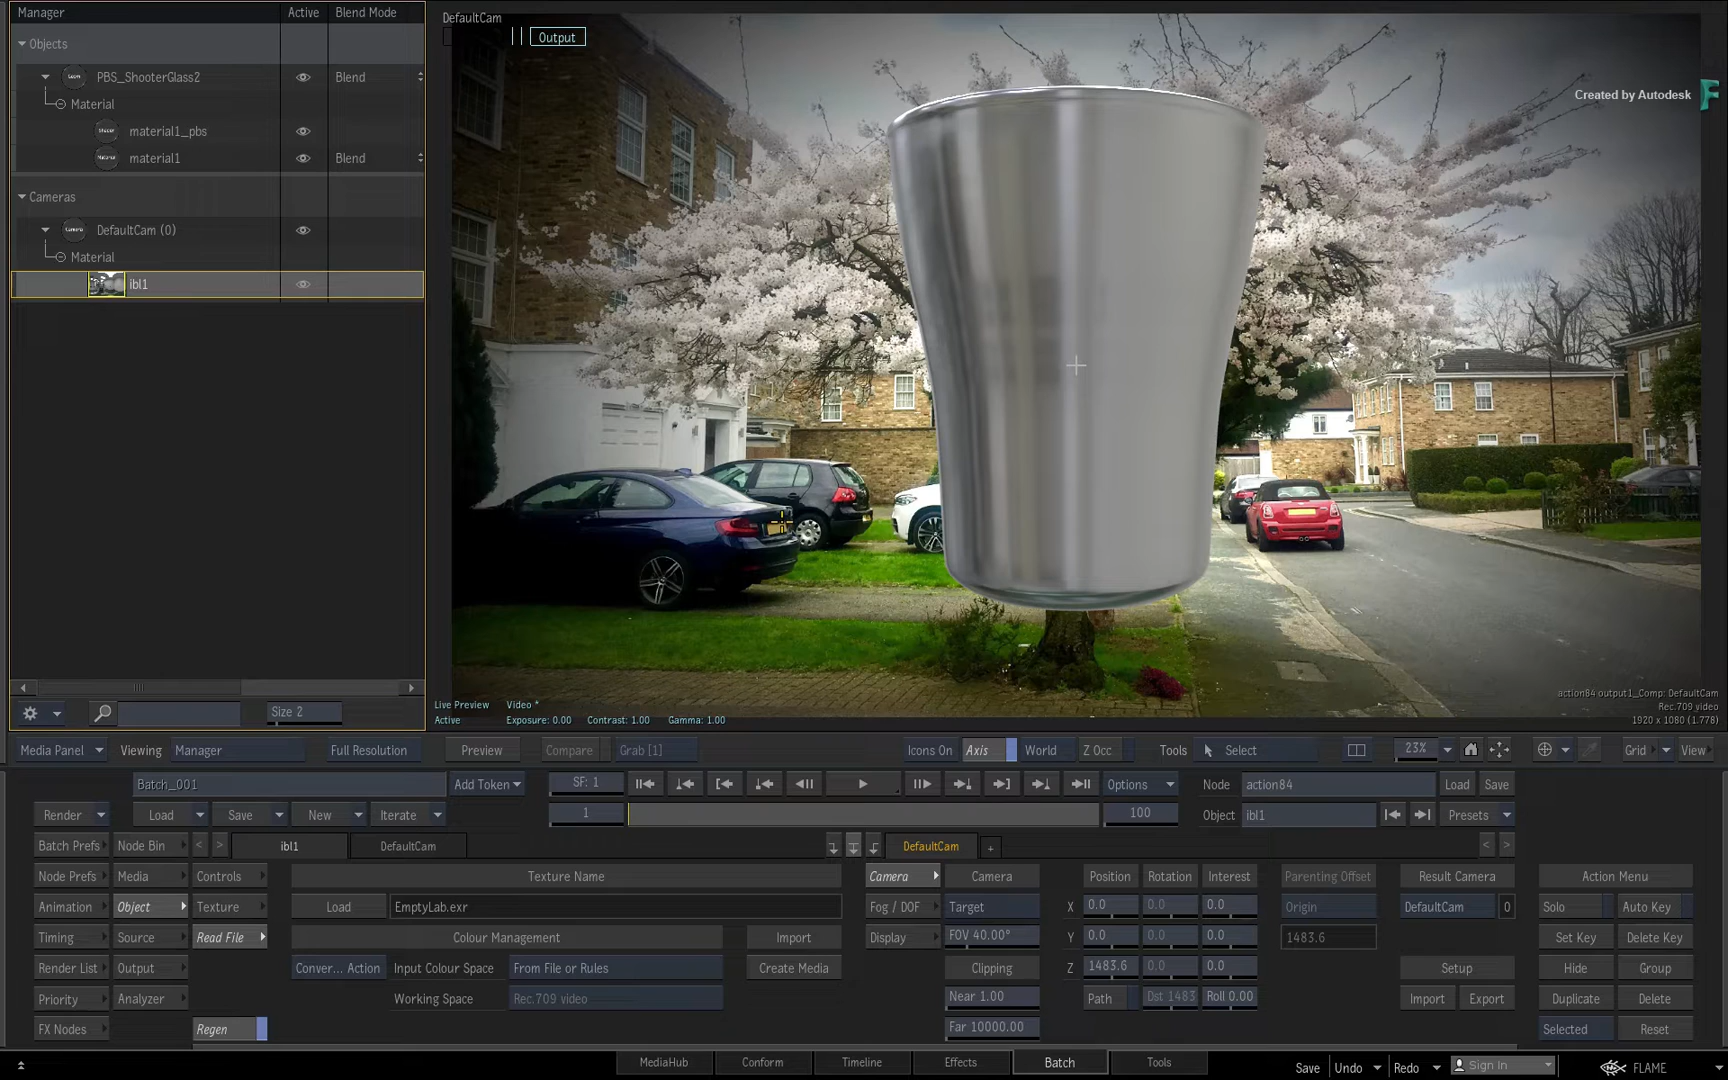 Manager Active Blend Mode
Objects
PBS_ShooterGlass2 Blend
Material
material1_pbs
material1 Blend
Cameras
DefaultCam (0)
Material
ibl1
Size 2
DefaultCam
Output
Created by Autodesk
Live Preview Video *
Active Exposure: 0.00 Contrast: 1.00 Gamma: 1.00
action84 output1_Comp: DefaultCam
Rec.709 video
1920 x 1080 (1.778)
Media Panel Viewing Manager Full Resolution Preview Compare Grab [1] Icons On Axis World Z Occ Tools Select 23% Grid View
Batch_001 Add Token SF: 1 Options Node action84 Load Save
Render Load Save New Iterate 1 100 Object ibl1 Presets
Batch Prefs Node Bin < > ibl1 DefaultCam DefaultCam + < >
Node Prefs Media Controls Texture Name Camera Camera Position Rotation Interest Parenting Offset Result Camera Action Menu
Animation Object Texture Load EmptyLab.exr Fog / DOF Target X 0.0 0.0 0.0 Origin DefaultCam 0 Solo Auto Key
Timing Source Read File Colour Management Import Display FOV 40.00° Y 0.0 0.0 0.0 1483.6 Set Key Delete Key
Render List Output Conver... Action Input Colour Space From File or Rules Create Media Clipping Z 1483.6 0.0 0.0 Setup Hide Group
Priority Analyzer Working Space Rec.709 video Near 1.00 Path Dst 1483 Roll 0.00 Import Export Duplicate Delete
FX Nodes Regen Far 10000.00 Selected Reset
MediaHub Conform Timeline Effects Batch Tools Save Undo Redo Sign In FLAME